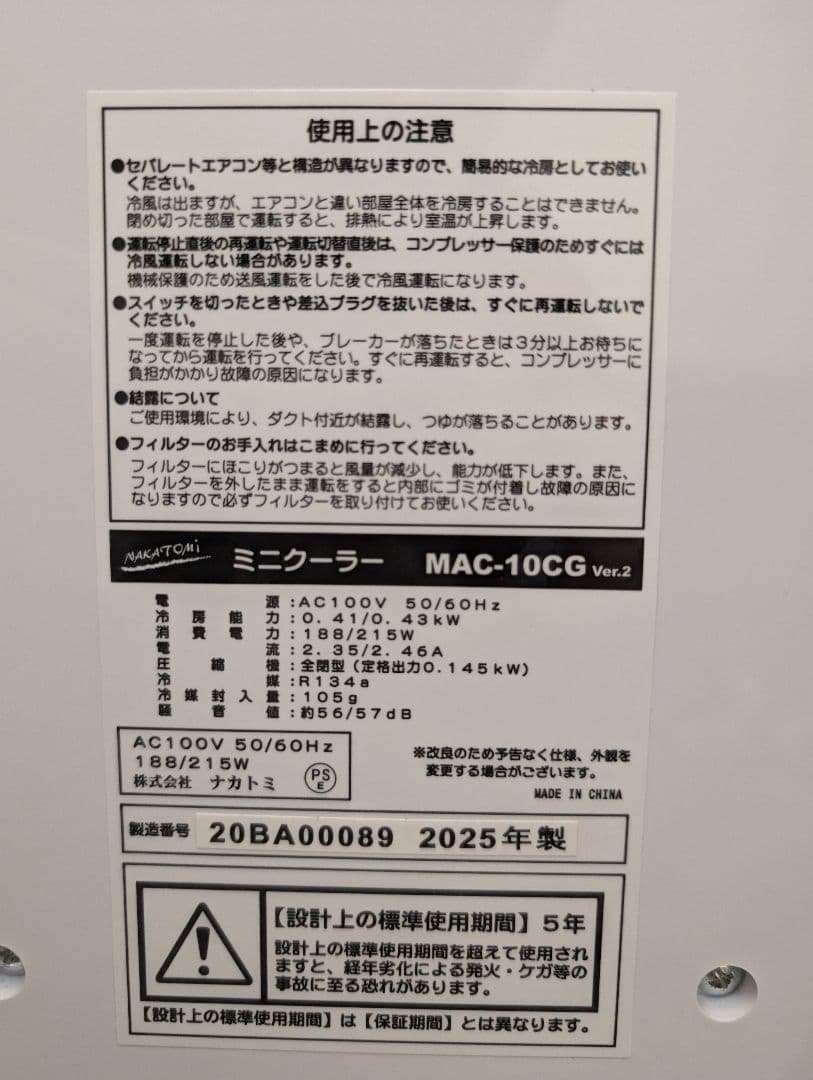 使用上の注意
●セパレートエアコン等と構造が異なりますので、簡易的な冷房としてお使い
ください。
冷風は出ますが、エアコンと違い部屋全体を冷房することはできません。
閉め切った部屋で運転すると、排熱により室温が上昇します。
●運転停止直後の再運転や運転切替直後は、コンプレッサー保護のためすぐには
冷風運転しない場合があります。
機械保護のため送風運転をした後で冷風運転になります。
●スイッチを切ったときや差込プラグを抜いた後は、すぐに再運転しないで
ください。
一度運転を停止した後や、ブレーカーが落ちたときは3分以上お待ちに
なってから運転を行ってください。すぐに再運転すると、コンプレッサーに
負担がかかり故障の原因になります。
●結露について
ご使用環境により、ダクト付近が結露し、つゆが落ちることがあります。
●フィルターのお手入れはこまめに行ってください。
フィルターにほこりがつまると風量が減少し、能力が低下します。また、
フィルターを外したまま運転をすると内部にゴミが付着し故障の原因に
なりますので必ずフィルターを取り付けてお使いください。
NAKATOMI ミニクーラー MAC-10CG Ver.2
電源:AC100V 50/60Hz
冷房能力:0.41/0.43kW
消費電力:188/215W
電流:2.35/2.46A
圧縮機:全閉型(定格出力0.145kW)
冷媒:R134a
冷媒封入量:105g
騒音値:約56/57dB
AC100V 50/60Hz
188/215W
株式会社 ナカトミ PSE
※改良のため予告なく仕様、外観を
変更する場合がございます。
MADE IN CHINA
製造番号 20BA00089 2025年製
【設計上の標準使用期間】5年
設計上の標準使用期間を超えて使用され
ますと、経年劣化による発火・ケガ等の
事故に至る恐れがあります。
【設計上の標準使用期間】は【保証期間】とは異なります。